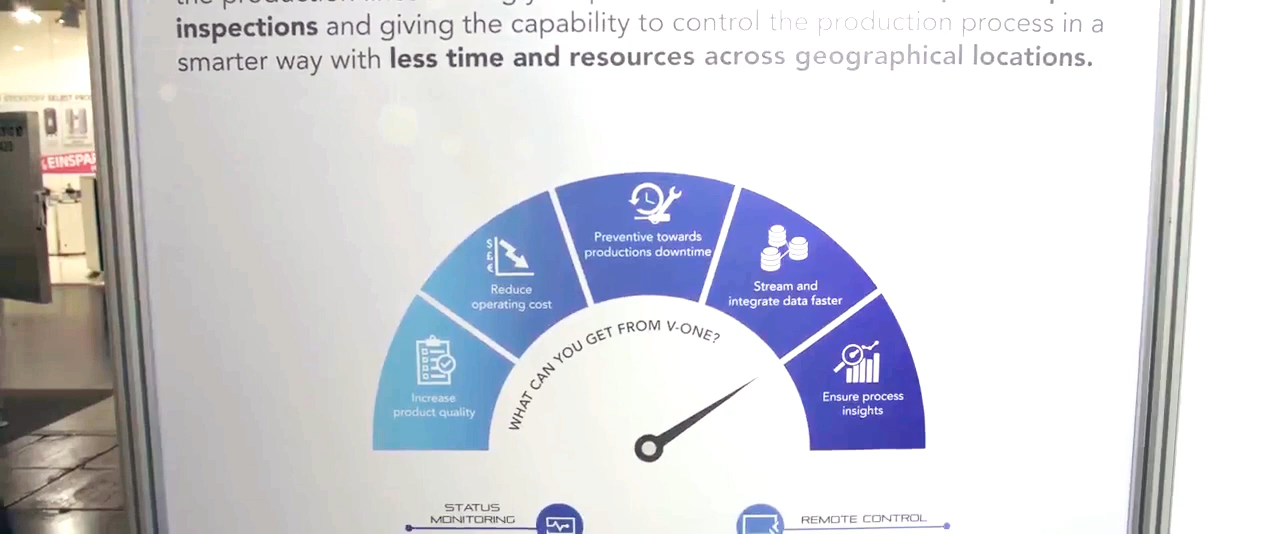 inspections and giving the capability to control the production process in a
smarter way with less time and resources across geographical locations.
EINSPA
Preventive towards
productions downtime
$
£
€
Reduce
operating cost
Stream and
integrate data faster
WHAT CAN YOU GET FROM V-ONE?
Increase
product quality
Ensure process
insights
STATUS
MONITORING
REMOTE CONTROL